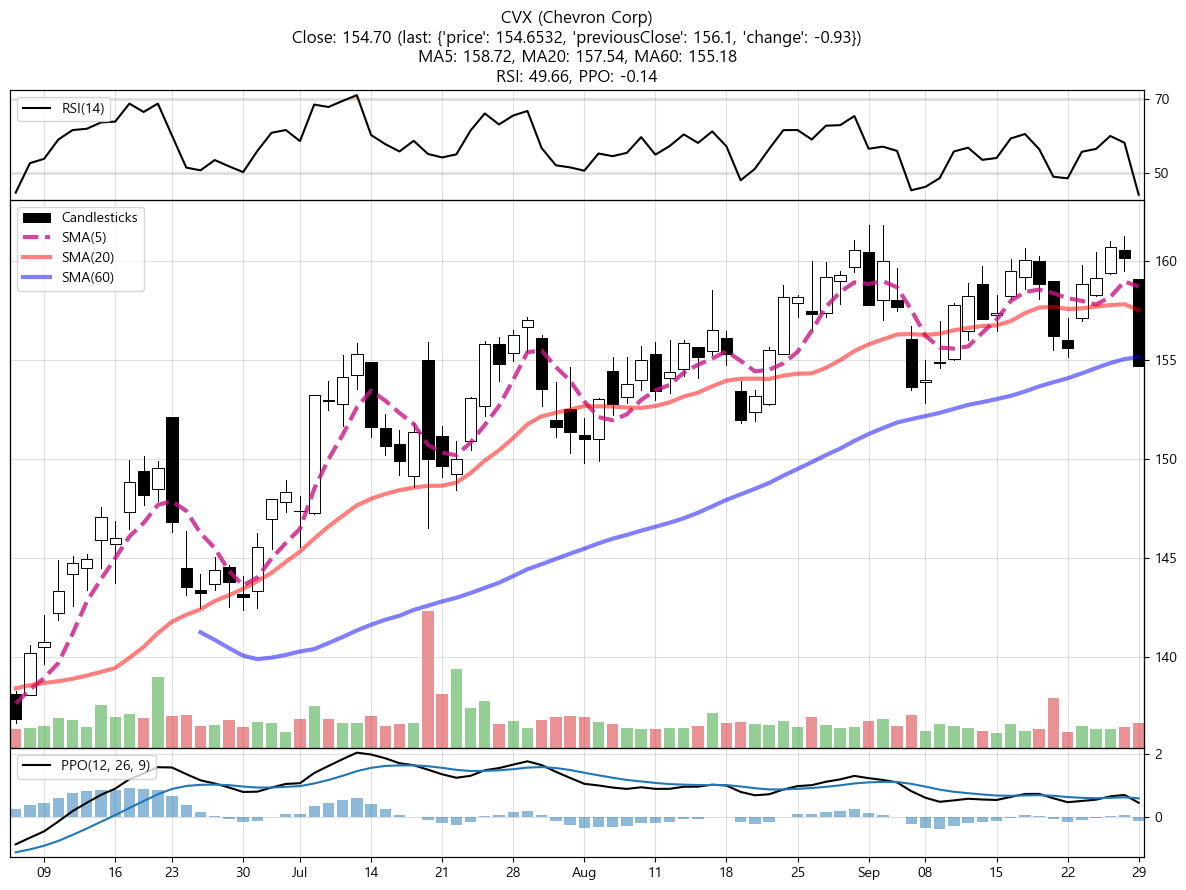 CVX (Chevron Corp)
Close: 154.70 (last: {'price': 154.6532, 'previousClose': 156.1, 'change': -0.93})
MA5: 158.72, MA20: 157.54, MA60: 155.18
RSI: 49.66, PPO: -0.14
RSI(14)
70
50
Candlesticks
SMA(5)
SMA(20)
SMA(60)
160
155
150
145
140
PPO(12, 26, 9)
2
0
09 16 23 30 Jul 14 21 28 Aug 11 18 25 Sep 08 15 22 29